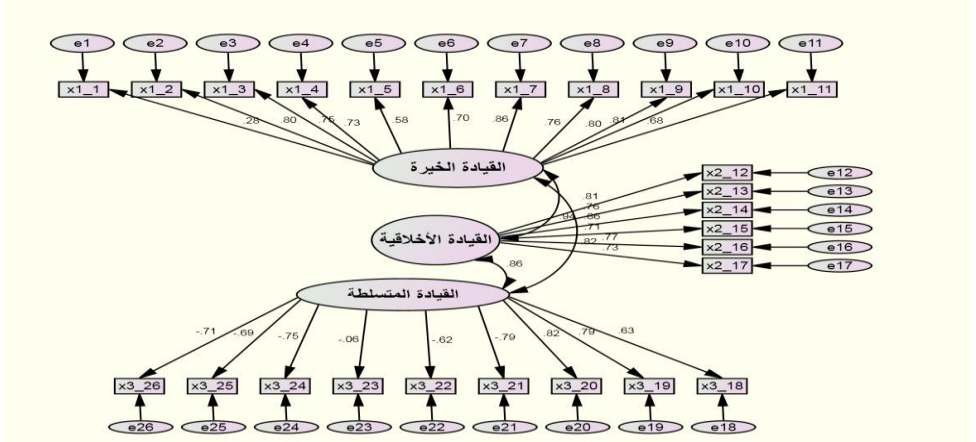 e1 e2 e3 e4 e5 e6 e7 e8 e9 e10 e11
x1_1 x1_2 x1_3 x1_4 x1_5 x1_6 x1_7 x1_8 x1_9 x1_10 x1_11
.28 .80 .75 .73 .58 .70 .86 .76 .80 .81 .68
القيادة الخيرة
x2_12 e12
x2_13 e13
x2_14 e14
x2_15 e15
x2_16 e16
x2_17 e17
.81
.76
.94 .86
.71
.77
.82 .73
القيادة الأخلاقية
.86
القيادة المتسلطة
-.71 -.69 -.75 -.06 -.62 -.79 .82 .79 .63
x3_26 x3_25 x3_24 x3_23 x3_22 x3_21 x3_20 x3_19 x3_18
e26 e25 e24 e23 e22 e21 e20 e19 e18